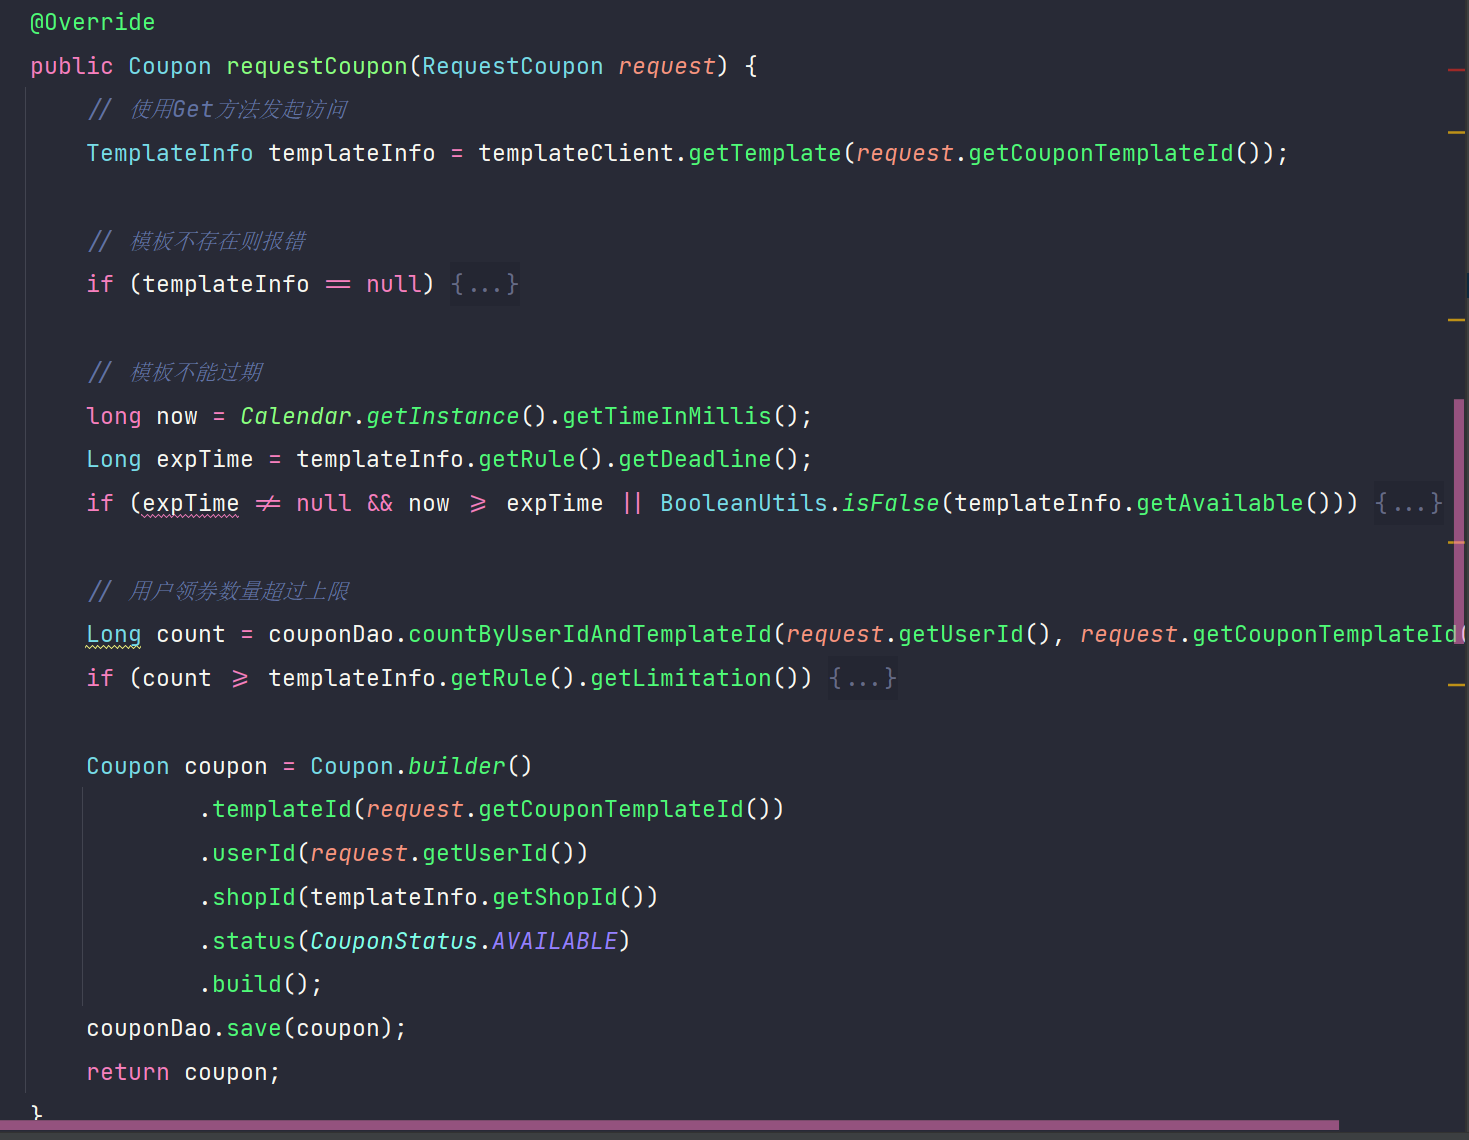 @Override
public Coupon requestCoupon(RequestCoupon request) {
// 使用Get方法发起访问
TemplateInfo templateInfo = templateClient.getTemplate(request.getCouponTemplateId());
// 模板不存在则报错
if (templateInfo == null) {...}
// 模板不能过期
long now = Calendar.getInstance().getTimeInMillis();
Long expTime = templateInfo.getRule().getDeadline();
if (expTime != null && now >= expTime || BooleanUtils.isFalse(templateInfo.getAvailable())) {...}
// 用户领券数量超过上限
Long count = couponDao.countByUserIdAndTemplateId(request.getUserId(), request.getCouponTemplateId(
if (count >= templateInfo.getRule().getLimitation()) {...}
Coupon coupon = Coupon.builder()
.templateId(request.getCouponTemplateId())
.userId(request.getUserId())
.shopId(templateInfo.getShopId())
.status(CouponStatus.AVAILABLE)
.build();
couponDao.save(coupon);
return coupon;
}